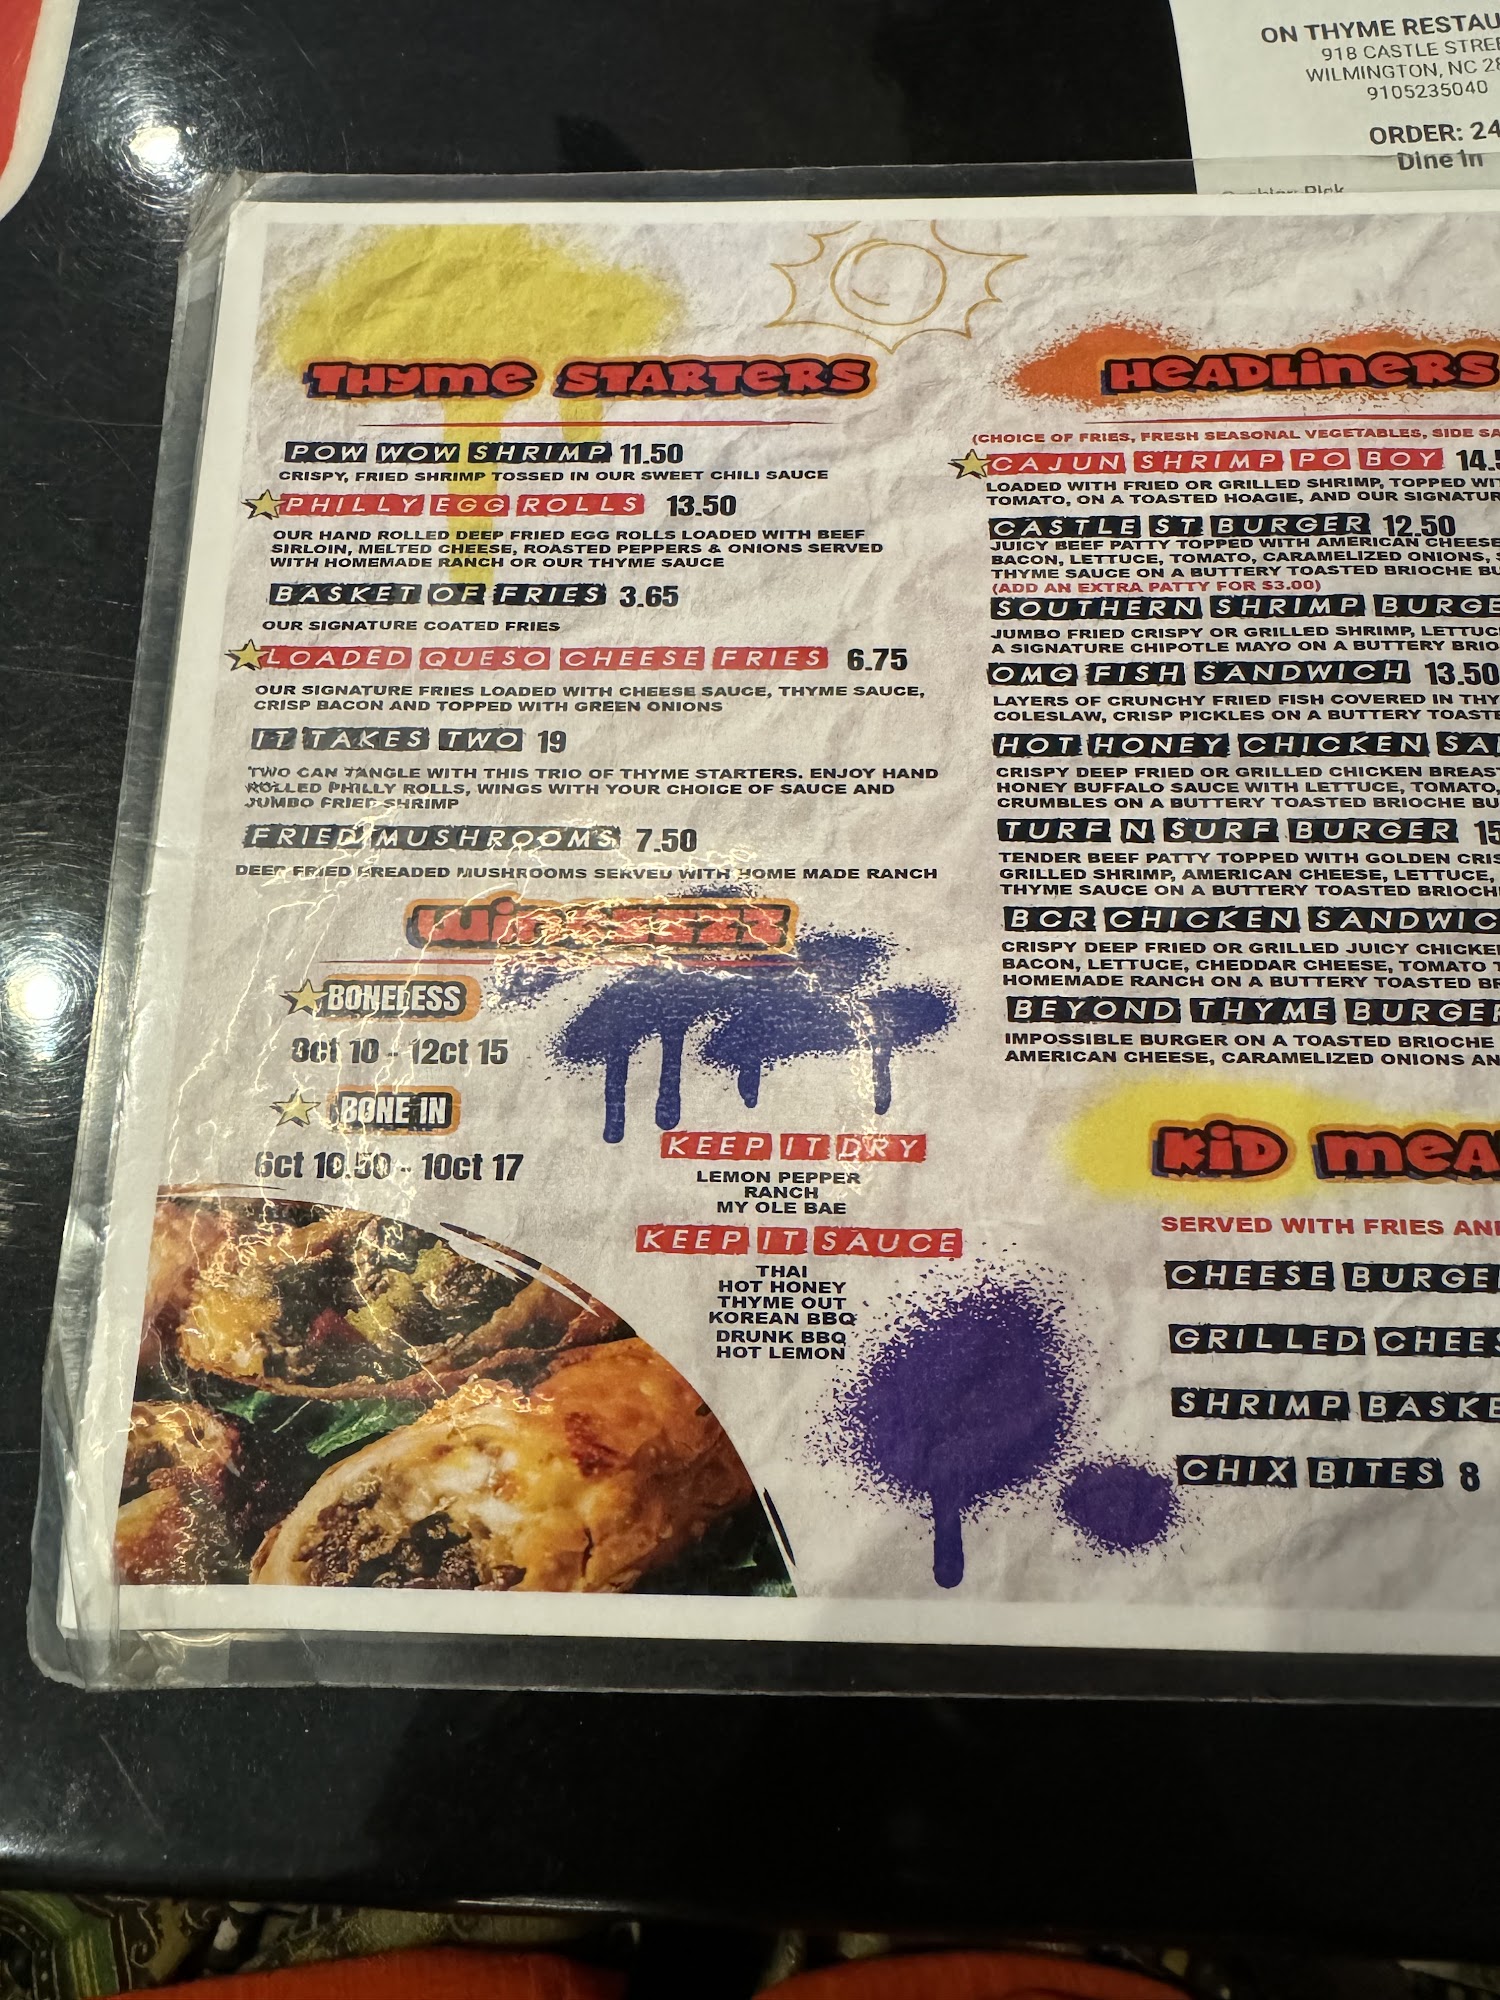 ON THYME RESTAU
918 CASTLE STREE
WILMINGTON, NC 28
9105235040
ORDER: 24
Dine In
THYME STARTERS
POW WOW SHRIMP 11.50
CRISPY, FRIED SHRIMP TOSSED IN OUR SWEET CHILI SAUCE
PHILLY EGG ROLLS 13.50
OUR HAND ROLLED DEEP FRIED EGG ROLLS LOADED WITH BEEF
SIRLOIN, MELTED CHEESE, ROASTED PEPPERS & ONIONS SERVED
WITH HOMEMADE RANCH OR OUR THYME SAUCE
BASKET OF FRIES 3.65
OUR SIGNATURE COATED FRIES
LOADED QUESO CHEESE FRIES 6.75
OUR SIGNATURE FRIES LOADED WITH CHEESE SAUCE, THYME SAUCE,
CRISP BACON AND TOPPED WITH GREEN ONIONS
IT TAKES TWO 19
TWO CAN TANGLE WITH THIS TRIO OF THYME STARTERS. ENJOY HAND
ROLLED PHILLY ROLLS, WINGS WITH YOUR CHOICE OF SAUCE AND
JUMBO FRIED SHRIMP
FRIED MUSHROOMS 7.50
DEEP FRIED BREADED MUSHROOMS SERVED WITH HOME MADE RANCH
BONELESS
8ct 10 - 12ct 15
BONE IN
6ct 10.50 - 10ct 17
KEEP IT DRY
LEMON PEPPER
RANCH
MY OLE BAE
KEEP IT SAUCE
THAI
HOT HONEY
THYME OUT
KOREAN BBQ
DRUNK BBQ
HOT LEMON
HEADLINERS
(CHOICE OF FRIES, FRESH SEASONAL VEGETABLES, SIDE SA
CAJUN SHRIMP PO BOY 14.5
LOADED WITH FRIED OR GRILLED SHRIMP, TOPPED WIT
TOMATO, ON A TOASTED HOAGIE, AND OUR SIGNATUR
CASTLE ST BURGER 12.50
JUICY BEEF PATTY TOPPED WITH AMERICAN CHEESE
BACON, LETTUCE, TOMATO, CARAMELIZED ONIONS, S
THYME SAUCE ON A BUTTERY TOASTED BRIOCHE BU
(ADD AN EXTRA PATTY FOR $3.00)
SOUTHERN SHRIMP BURGE
JUMBO FRIED CRISPY OR GRILLED SHRIMP, LETTUC
A SIGNATURE CHIPOTLE MAYO ON A BUTTERY BRIO
OMG FISH SANDWICH 13.50
LAYERS OF CRUNCHY FRIED FISH COVERED IN THY
COLESLAW, CRISP PICKLES ON A BUTTERY TOASTE
HOT HONEY CHICKEN SA
CRISPY DEEP FRIED OR GRILLED CHICKEN BREAS
HONEY BUFFALO SAUCE WITH LETTUCE, TOMATO,
CRUMBLES ON A BUTTERY TOASTED BRIOCHE BU
TURF N SURF BURGER 15
TENDER BEEF PATTY TOPPED WITH GOLDEN CRIS
GRILLED SHRIMP, AMERICAN CHEESE, LETTUCE,
THYME SAUCE ON A BUTTERY TOASTED BRIOCH
BCR CHICKEN SANDWIC
CRISPY DEEP FRIED OR GRILLED JUICY CHICKE
BACON, LETTUCE, CHEDDAR CHEESE, TOMATO T
HOMEMADE RANCH ON A BUTTERY TOASTED BR
BEYOND THYME BURGER
IMPOSSIBLE BURGER ON A TOASTED BRIOCHE
AMERICAN CHEESE, CARAMELIZED ONIONS AN
KID MEA
SERVED WITH FRIES AN
CHEESE BURGE
GRILLED CHEES
SHRIMP BASKE
CHIX BITES 8